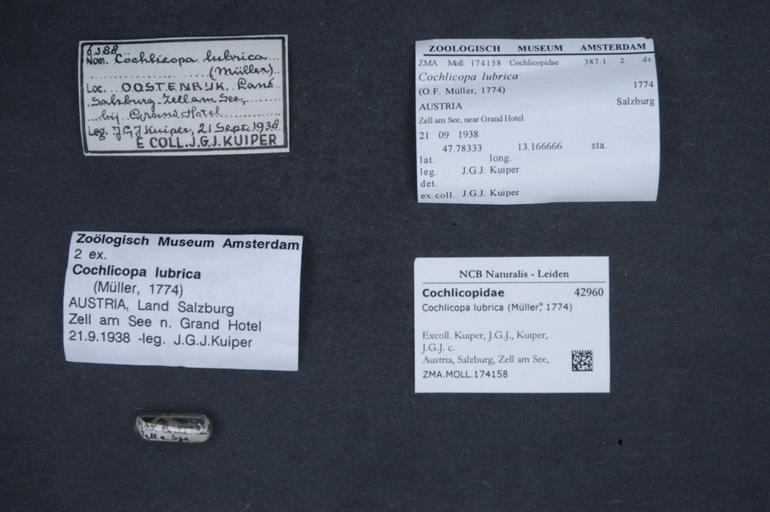 6388
Nom. Cochlicopa lubrica
(Müller)
Loc. OOSTENRIJK. Land
Salzburg. Zell am See,
bij Grand Hotel
Leg. J.G.J. Kuiper, 21 Sept. 1938
E COLL. J.G.J. KUIPER
ZOOLOGISCH MUSEUM AMSTERDAM
ZMA Moll. 174158 Cochlicopidae 387.1 2 dr
Cochlicopa lubrica
(O.F. Müller, 1774) 1774
AUSTRIA Salzburg
Zell am See, near Grand Hotel
21 09 1938
47.78333 13.166666 sta.
lat. long.
leg. J.G.J. Kuiper
det.
ex.coll. J.G.J. Kuiper
Zoölogisch Museum Amsterdam
2 ex.
Cochlicopa lubrica
(Müller, 1774)
AUSTRIA, Land Salzburg
Zell am See n. Grand Hotel
21.9.1938 -leg. J.G.J.Kuiper
NCB Naturalis - Leiden
Cochlicopidae 42960
Cochlicopa lubrica (Müller, 1774)
Excoll. Kuiper, J.G.J., Kuiper,
J.G.J. c.
Austria, Salzburg, Zell am See,
ZMA.MOLL.174158